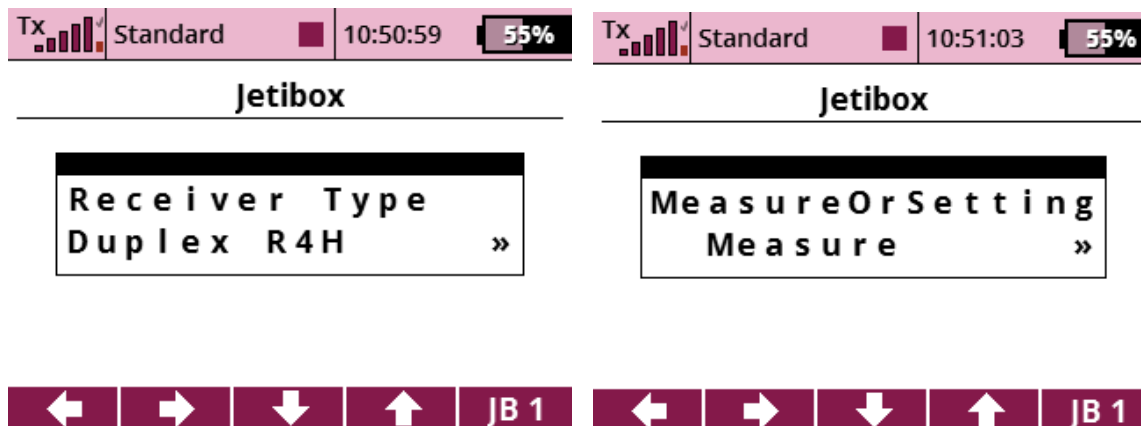 Tx Standard 10:50:59 55%
Jetibox
Receiver Type
Duplex R4H »
JB 1
Tx Standard 10:51:03 55%
Jetibox
MeasureOrSetting
Measure »
JB 1